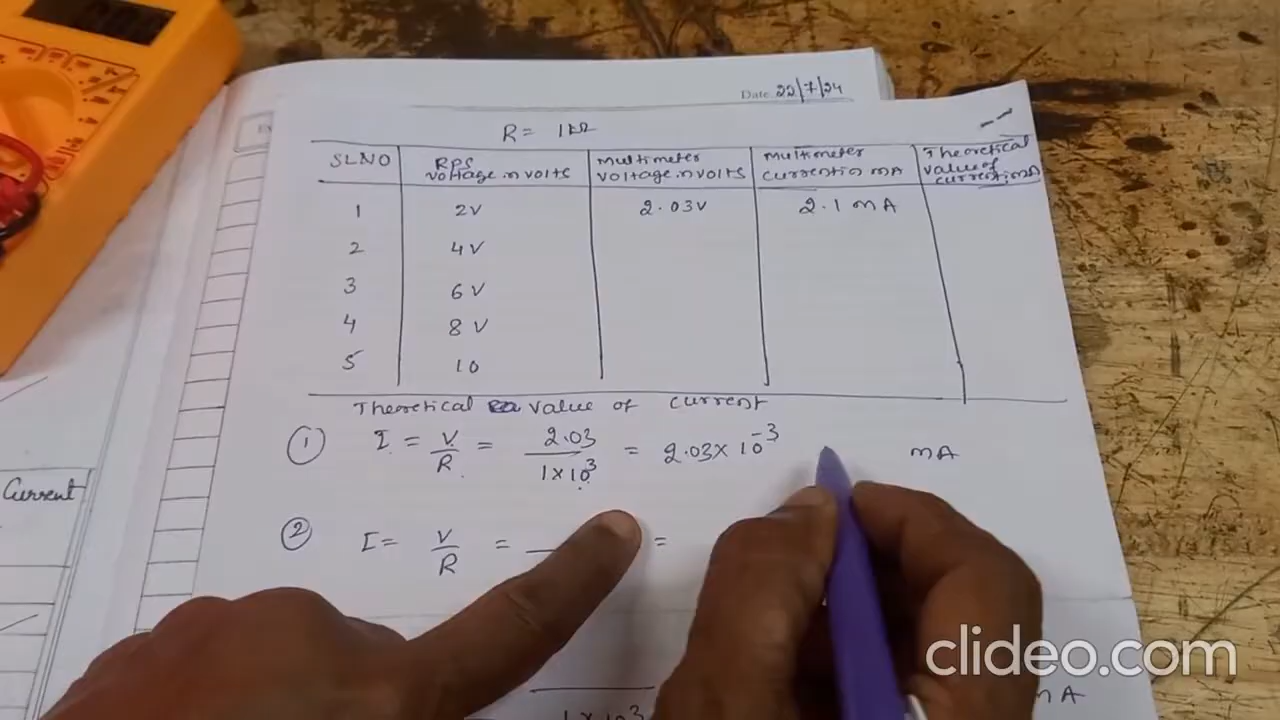 Date 22/7/24
R = 1kΩ
SLNO RPS voltage in volts multimeter voltage in volts multimeter current in mA Theoretical value of current in mA
1 2V 2.03V 2.1 mA
2 4V
3 6V
4 8V
5 10
Theoretical value of current
1 I = V/R = 2.03/1×10³ = 2.03×10⁻³ mA
Current
2 I = V/R = =
1×10³ mA
clideo.com